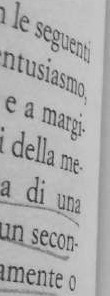 n le seguenti
ntusiasmo,
e a margi-
i della me-
a di una
un secon-
amente o